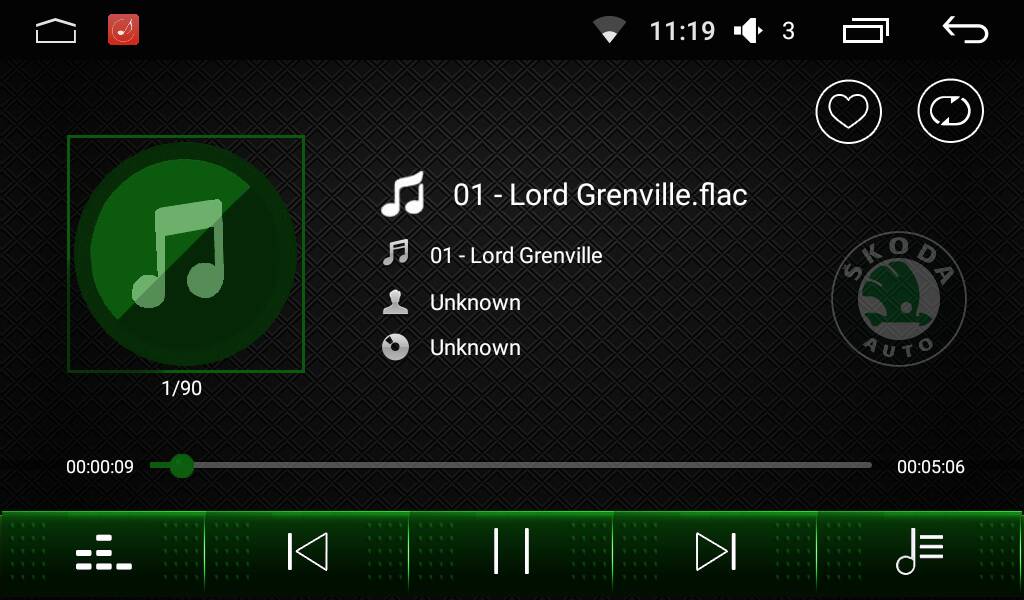 11:19 3
01 - Lord Grenville.flac
01 - Lord Grenville
Unknown
Unknown
ŠKODA
AUTO
1/90
00:00:09
00:05:06